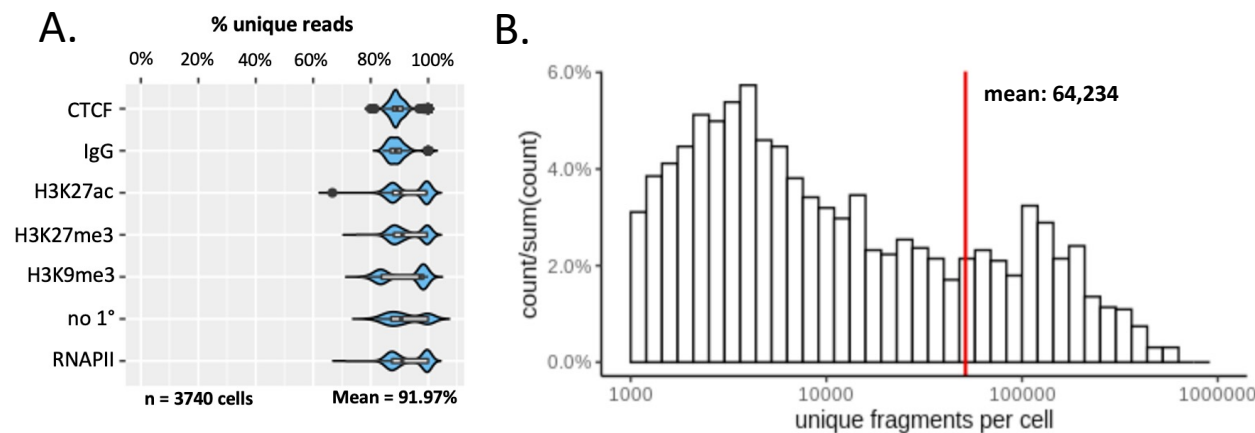 A.
% unique reads
0% 20% 40% 60% 80% 100%
CTCF
IgG
H3K27ac
H3K27me3
H3K9me3
no 1°
RNAPII
n = 3740 cells
Mean = 91.97%
B.
6.0%
4.0%
2.0%
0.0%
count/sum(count)
mean: 64,234
1000 10000 100000 1000000
unique fragments per cell